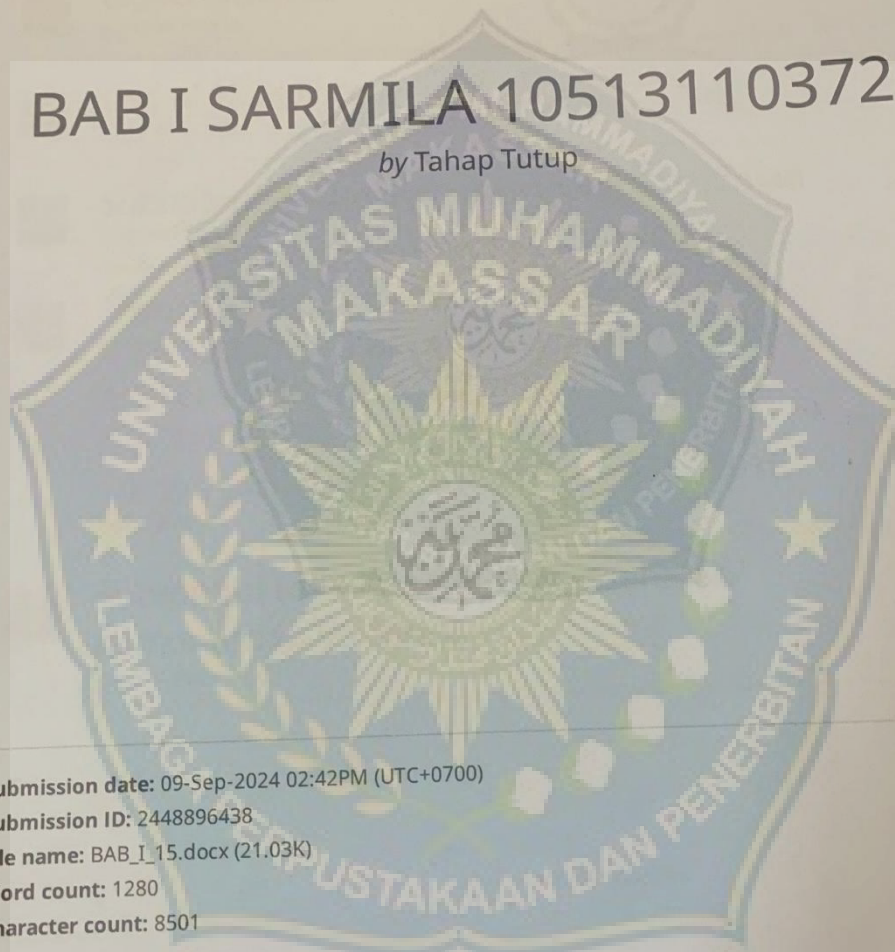 BAB I SARMILA 10513110372
by Tahap Tutup
UNIVERSITAS MUHAMMADIYAH
MAKASSAR
LEMBAGA PERPUSTAKAAN DAN PENERBITAN
ubmission date: 09-Sep-2024 02:42PM (UTC+0700)
ubmission ID: 2448896438
le name: BAB_I_15.docx (21.03K)
ord count: 1280
haracter count: 8501